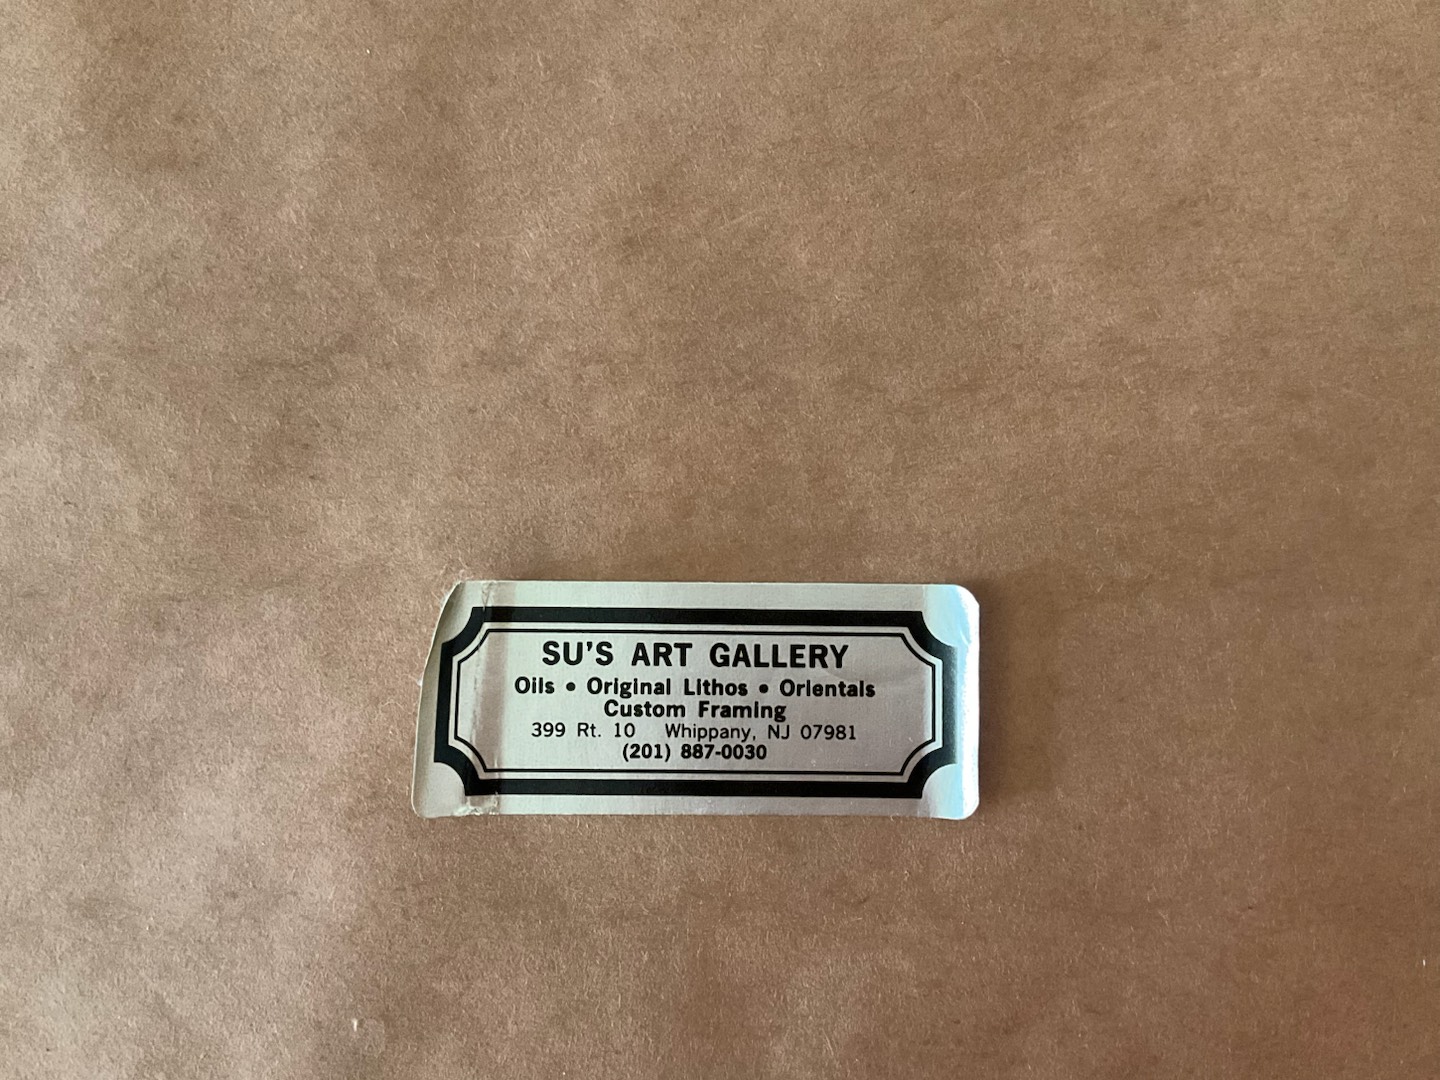 SU'S ART GALLERY
Oils • Original Lithos • Orientals
Custom Framing
399 Rt. 10 Whippany, NJ 07981
(201) 887-0030